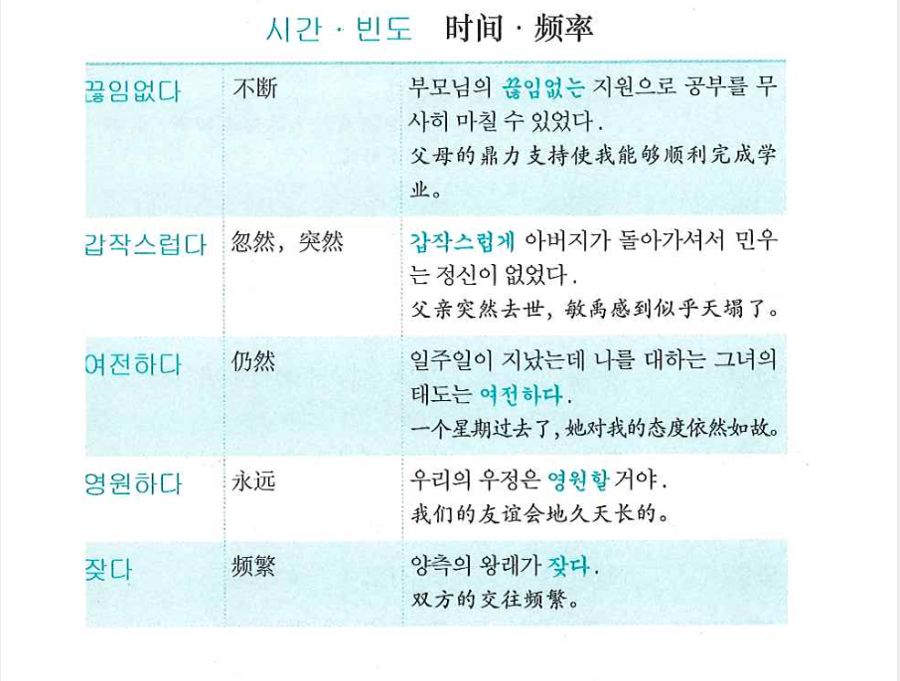 시간 · 빈도 时间 · 频率
끊임없다 不断 부모님의 끊임없는 지원으로 공부를 무
사히 마칠 수 있었다.
父母的鼎力支持使我能够顺利完成学
业。
갑작스럽다 忽然，突然 갑작스럽게 아버지가 돌아가셔서 민우
는 정신이 없었다.
父亲突然去世，敏禹感到似乎天塌了。
여전하다 仍然 일주일이 지났는데 나를 대하는 그녀의
태도는 여전하다.
一个星期过去了，她对我的态度依然如故。
영원하다 永远 우리의 우정은 영원할 거야.
我们的友谊会地久天长的。
잦다 频繁 양측의 왕래가 잦다.
双方的交往频繁。